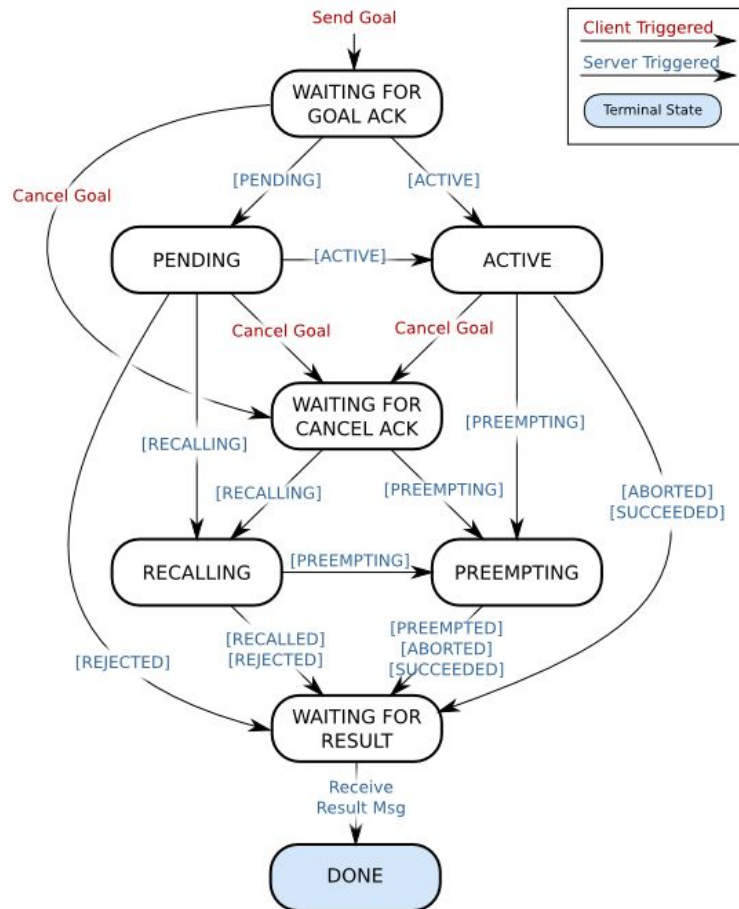 Send Goal
Client Triggered
Server Triggered
Terminal State
WAITING FOR
GOAL ACK
[PENDING]
[ACTIVE]
Cancel Goal
PENDING
[ACTIVE]
ACTIVE
Cancel Goal
Cancel Goal
WAITING FOR
CANCEL ACK
[PREEMPTING]
[RECALLING]
[RECALLING]
[PREEMPTING]
[ABORTED]
[SUCCEEDED]
RECALLING
[PREEMPTING]
PREEMPTING
[RECALLED]
[REJECTED]
[PREEMPTED]
[ABORTED]
[SUCCEEDED]
[REJECTED]
WAITING FOR
RESULT
Receive
Result Msg
DONE